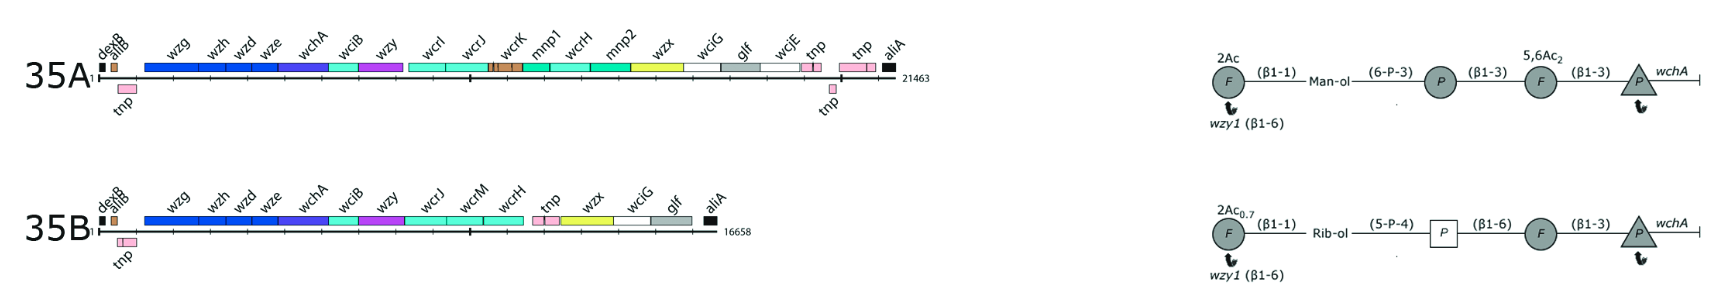 dexB aliB wzg wzh wzd wze wchA wciB wzy wcrI wcrJ wcrK mnp1 wcrH mnp2 wzx wciG glf wcjE tnp tnp aliA
35A 1 21463
tnp tnp
2Ac 5,6Ac2
F (β1-1) Man-ol (6-P-3) P (β1-3) F (β1-3) P wchA
wzy1 (β1-6)
dexB aliB wzg wzh wzd wze wchA wciB wzy wcrJ wcrM wcrH tnp wzx wciG glf aliA
35B 1 16658
tnp
2Ac0.7
F (β1-1) Rib-ol (5-P-4) P (β1-6) F (β1-3) P wchA
wzy1 (β1-6)